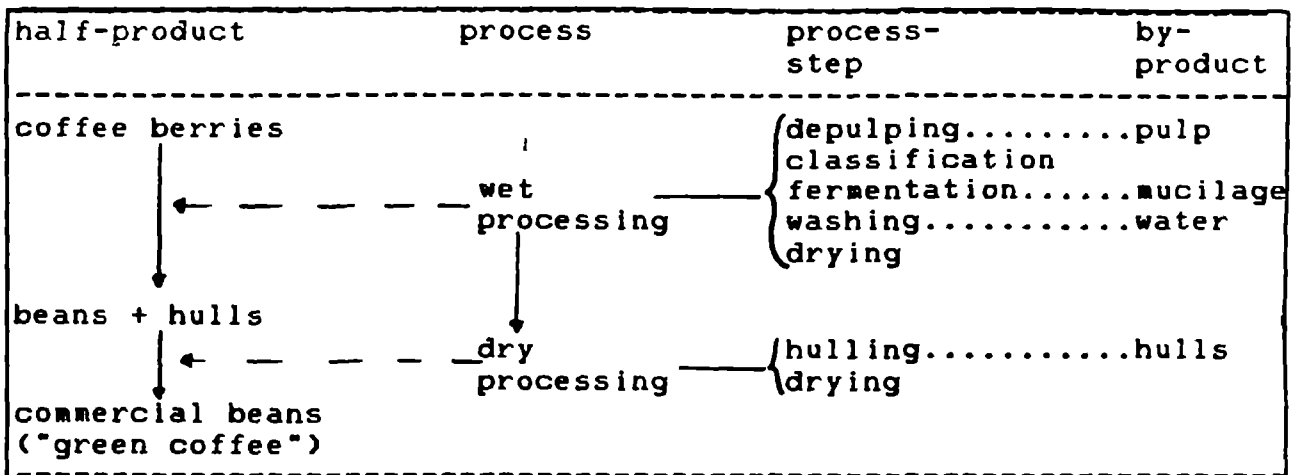 half-product process process- by-
step product
coffee berries depulping.........pulp
classification
wet fermentation......mucilage
processing washing...........water
drying
beans + hulls
dry hulling...........hulls
processing drying
commercial beans
("green coffee")